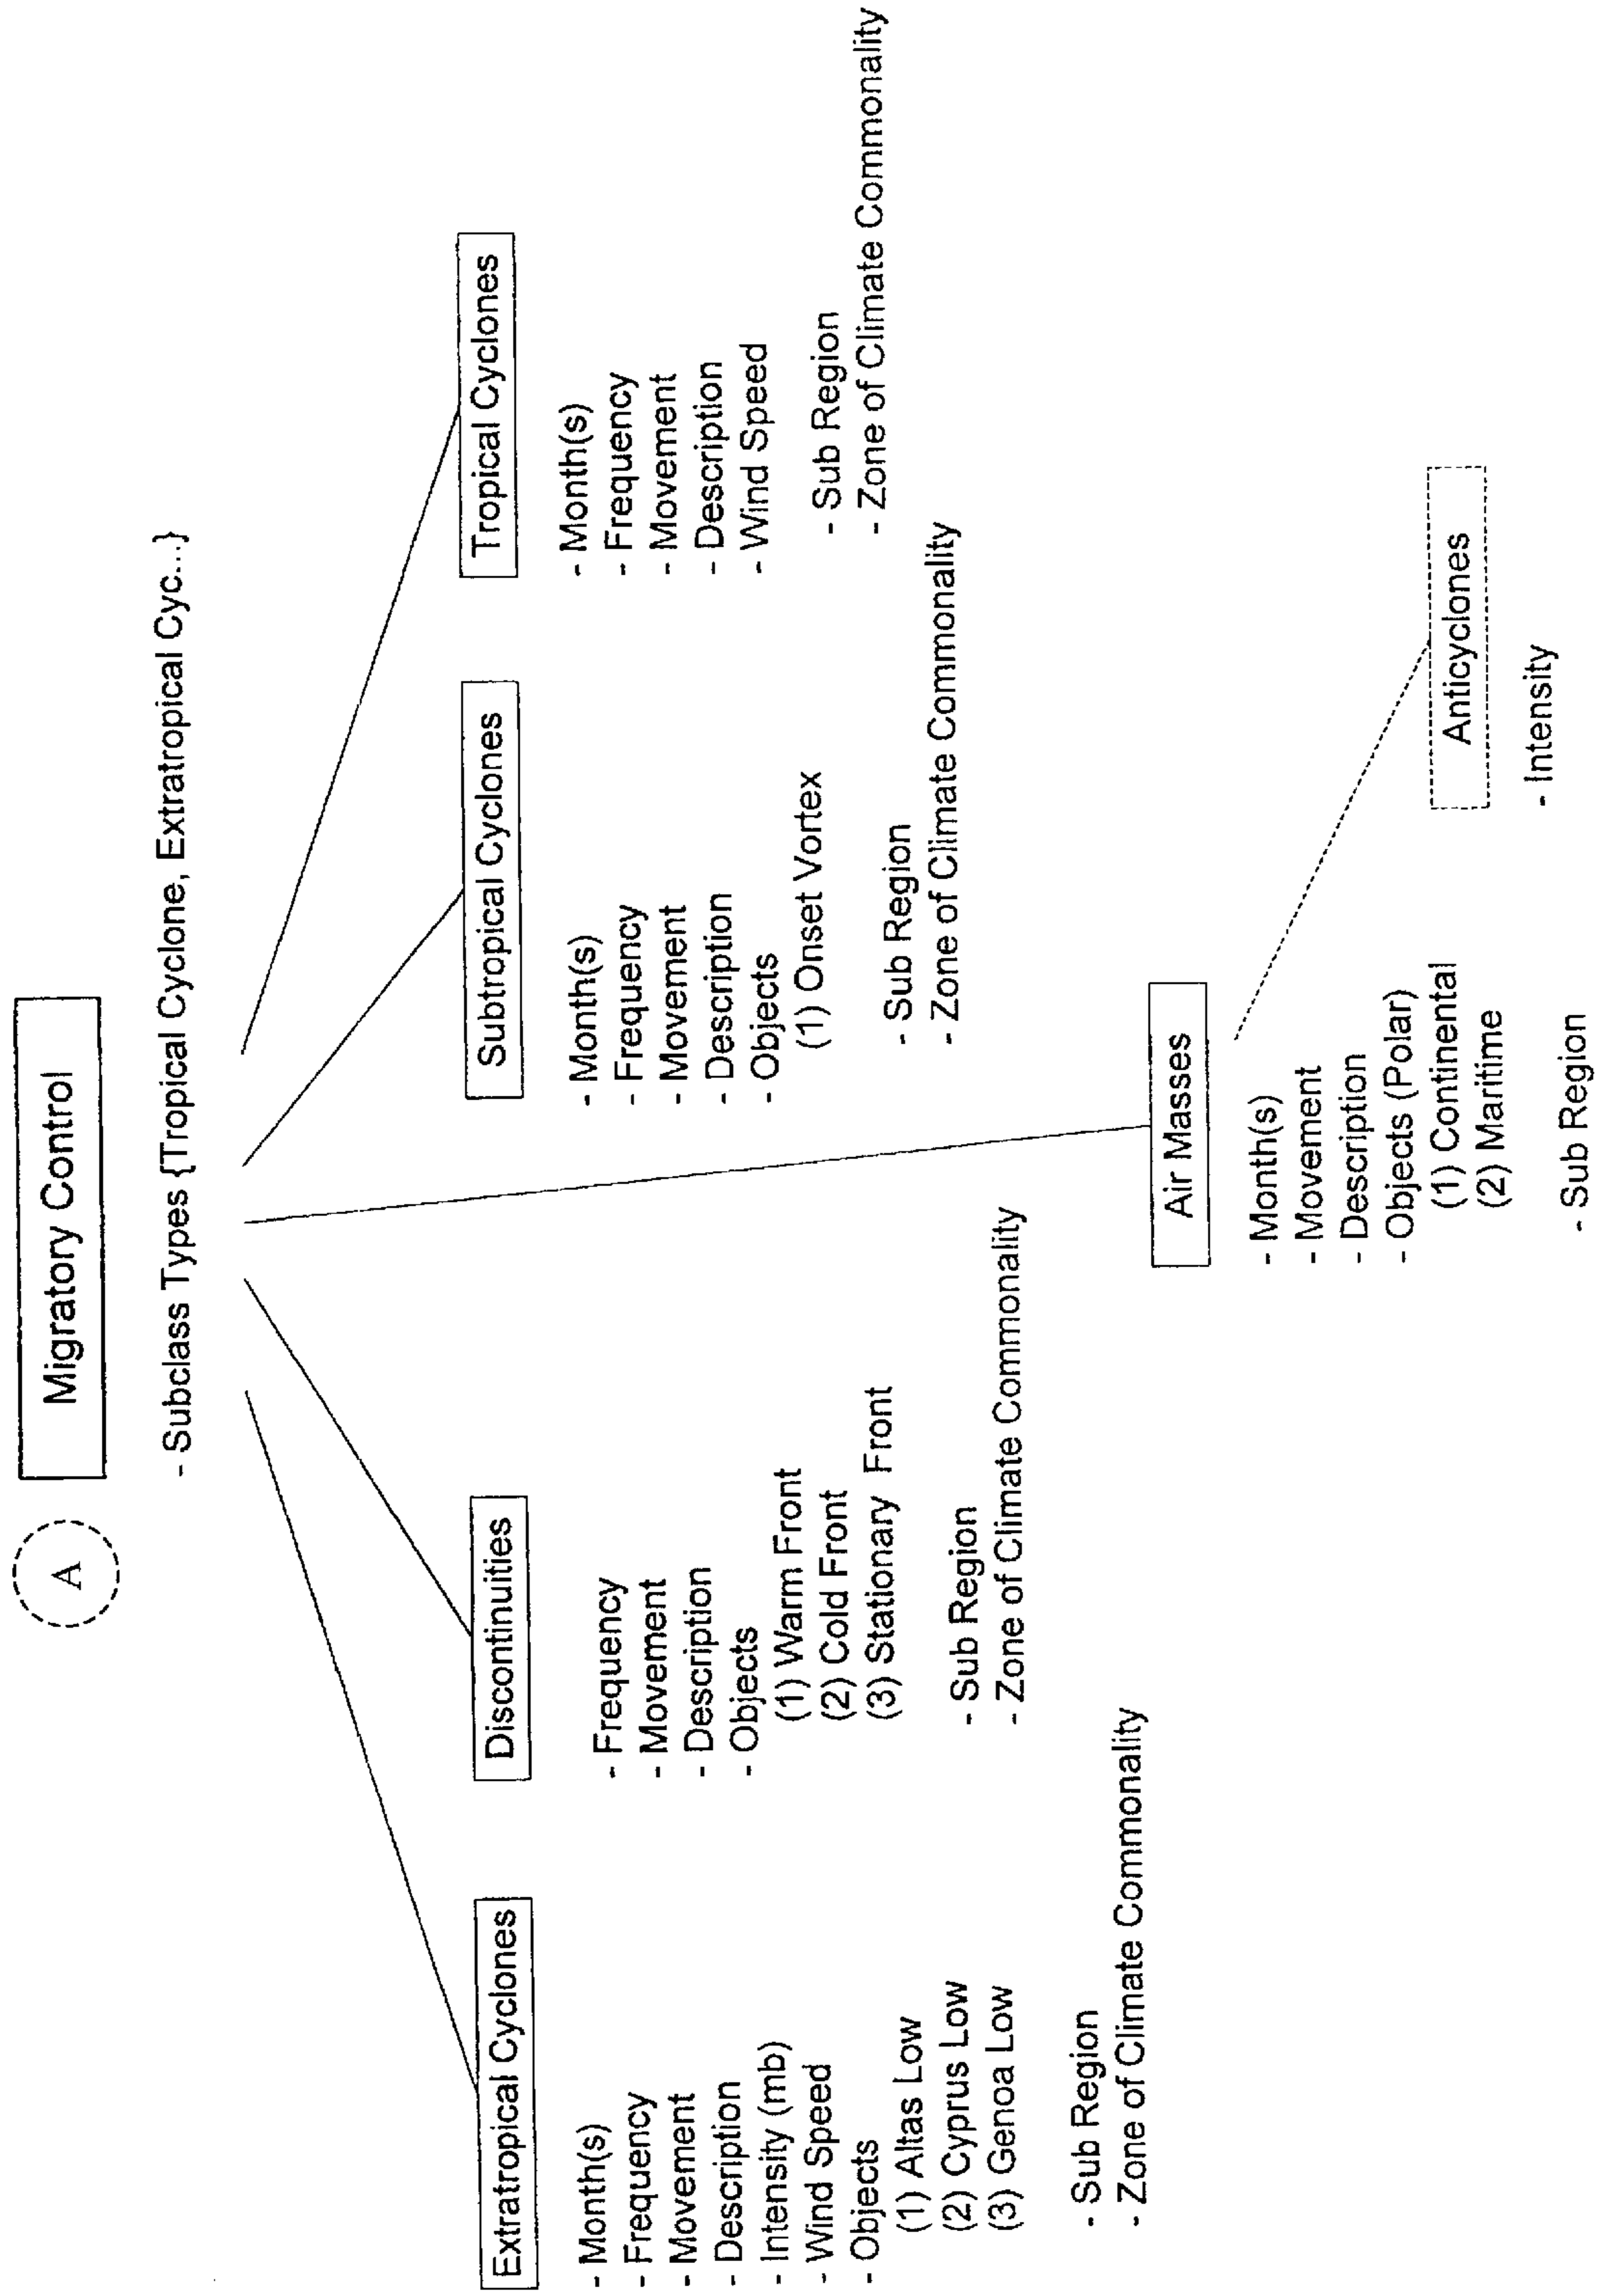 A
Migratory Control
- Subclass Types {Tropical Cyclone, Extratropical Cyc...}
Extratropical Cyclones
- Month(s)
- Frequency
- Movement
- Description
- Intensity (mb)
- Wind Speed
- Objects
(1) Altas Low
(2) Cyprus Low
(3) Genoa Low
- Sub Region
- Zone of Climate Commonality
Discontinuities
- Frequency
- Movement
- Description
- Objects
(1) Warm Front
(2) Cold Front
(3) Stationary Front
- Sub Region
- Zone of Climate Commonality
Subtropical Cyclones
- Month(s)
- Frequency
- Movement
- Description
- Objects
(1) Onset Vortex
- Sub Region
- Zone of Climate Commonality
Tropical Cyclones
- Month(s)
- Frequency
- Movement
- Description
- Wind Speed
- Sub Region
- Zone of Climate Commonality
Air Masses
- Month(s)
- Movement
- Description
- Objects (Polar)
(1) Continental
(2) Maritime
- Sub Region
Anticyclones
- Intensity